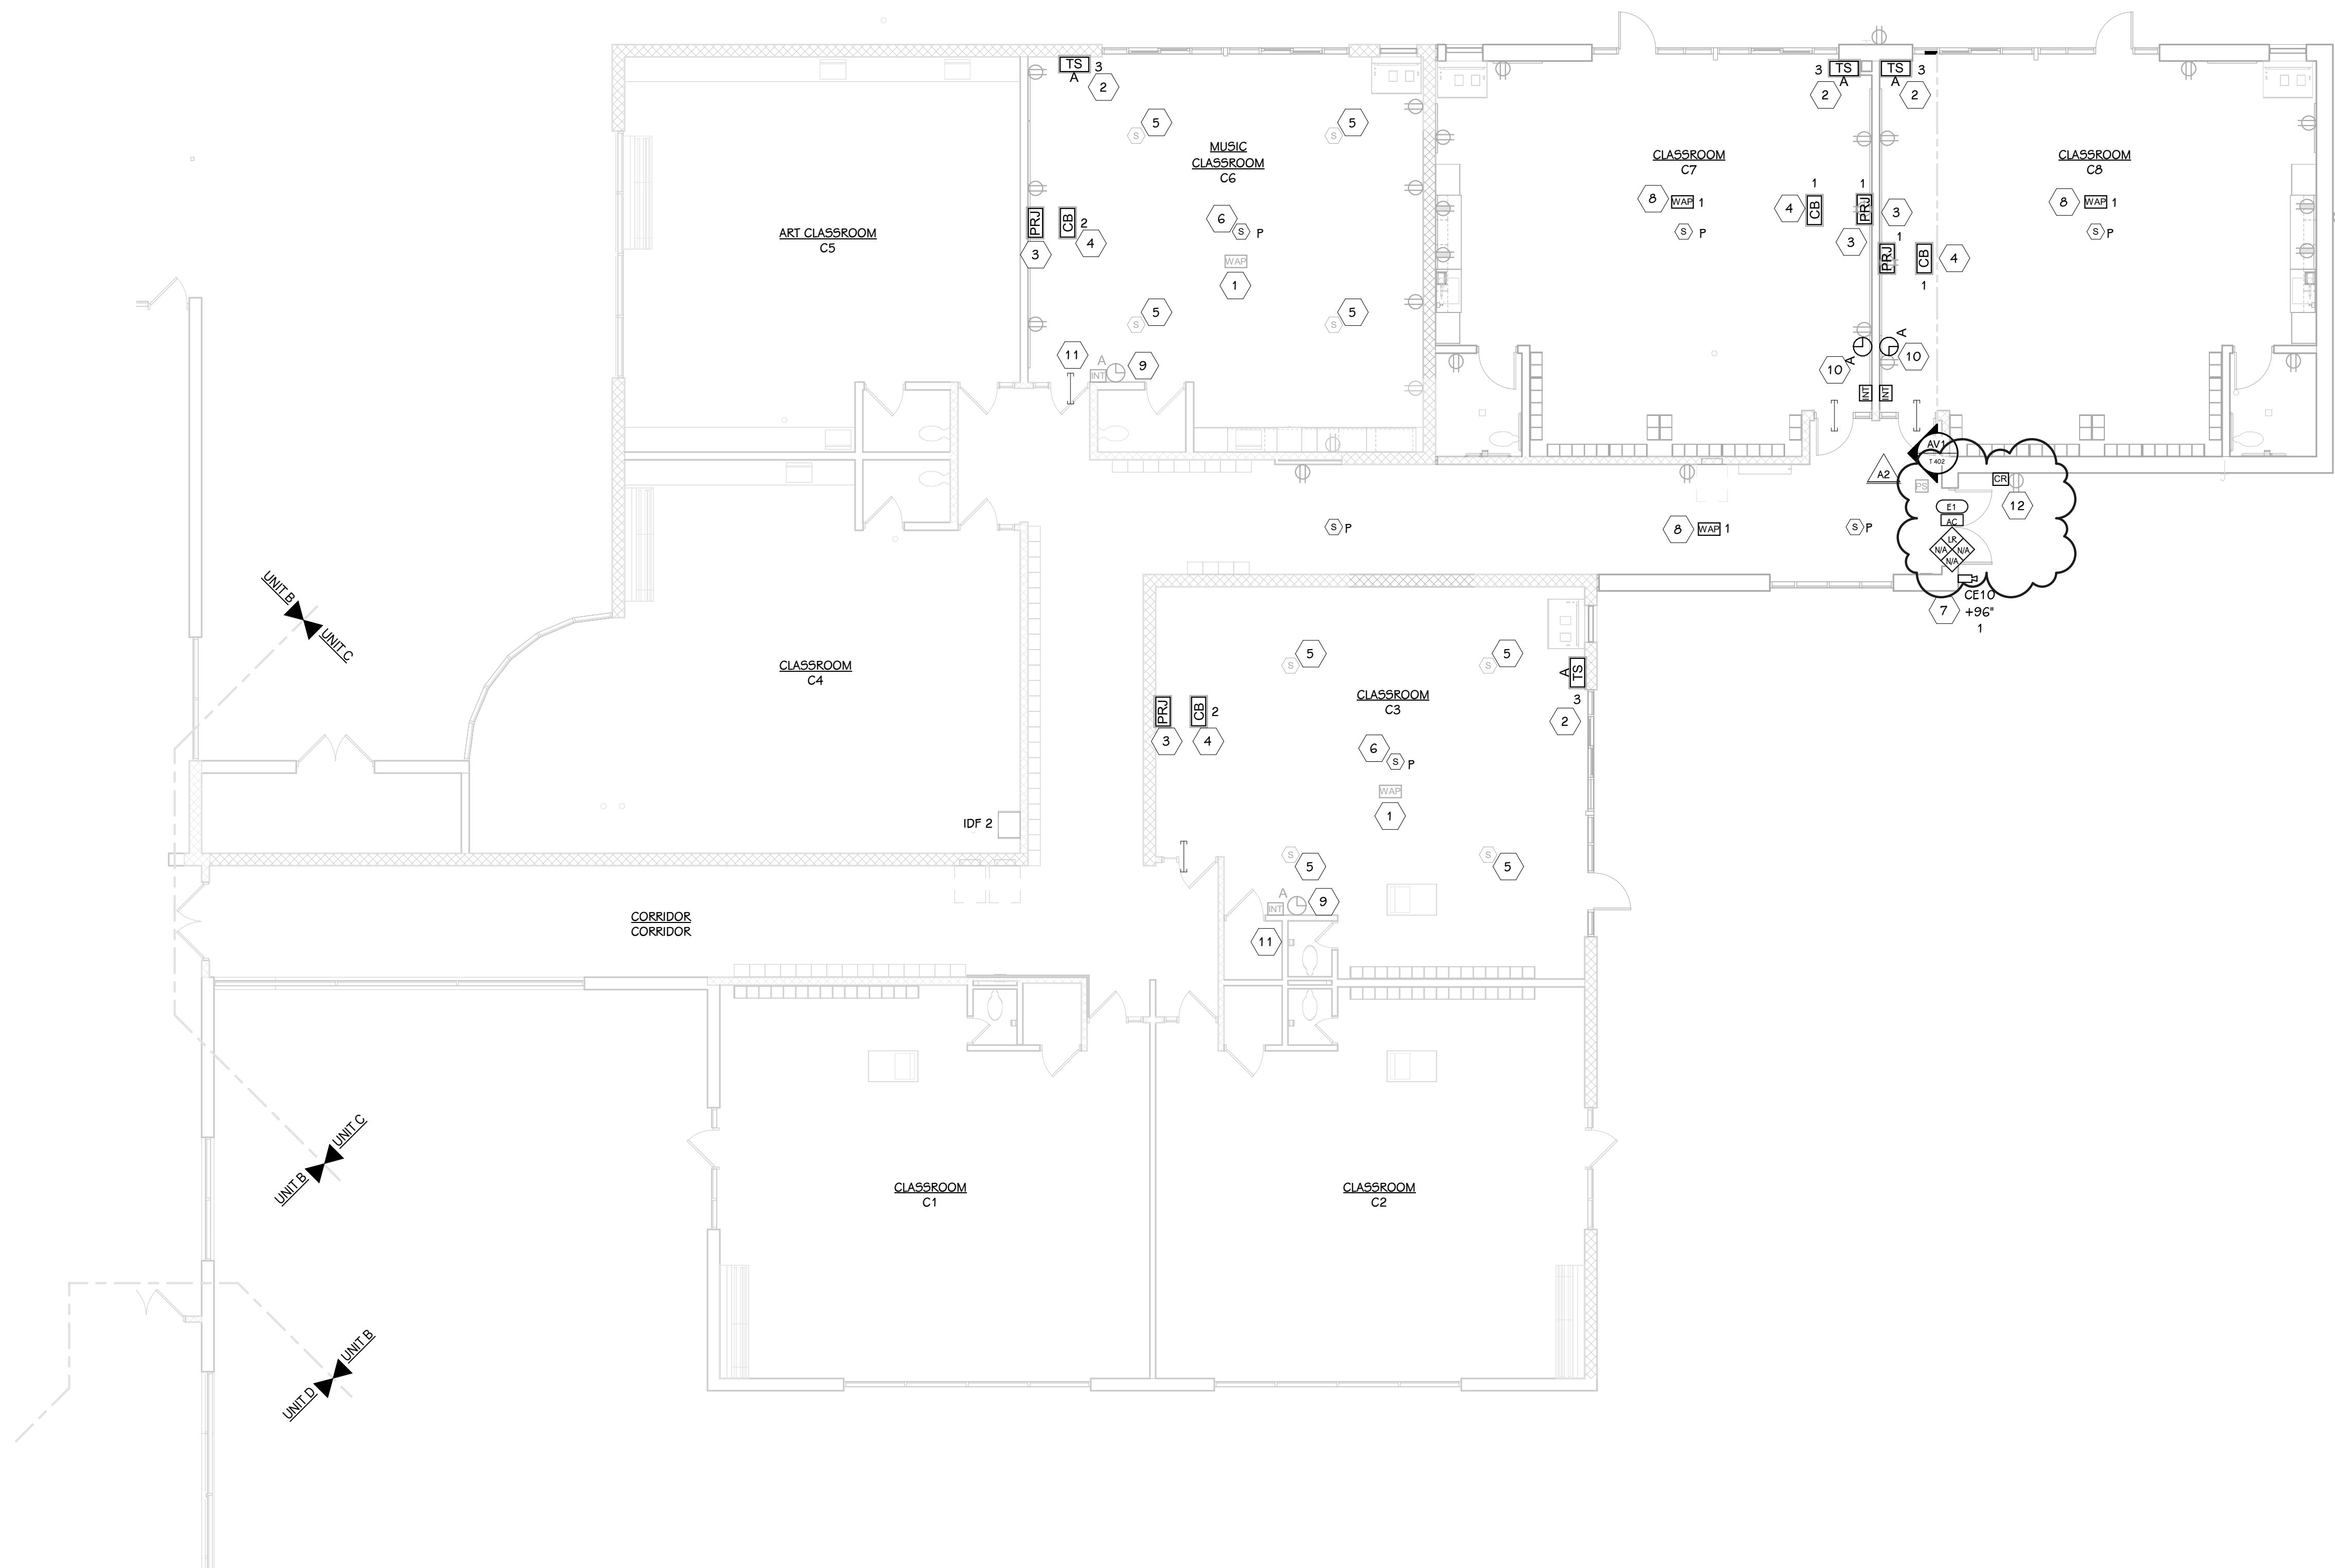 TS
3
A
2
5
5
MUSIC
CLASSROOM
C6
S
S
6
S
P
WAP
1
PRJ
CB
2
3
4
5
5
S
S
11
A
INT
9
ART CLASSROOM
C5
3
TS
A
2
TS
3
A
2
CLASSROOM
C7
8
WAP
1
S
P
1
4
CB
1
PRJ
3
3
1
PRJ
CB
4
1
CLASSROOM
C8
8
WAP
1
S
P
A
10
A
10
INT
INT
AV1
T 402
A2
PS
CR
12
E1
AC
LR
N/A
N/A
N/A
CE10
7
+96"
1
S
P
8
WAP
1
S
P
UNIT B
UNIT C
CLASSROOM
C4
IDF 2
5
5
S
S
CLASSROOM
C3
A
TS
3
2
PRJ
CB
2
3
4
6
S
P
WAP
1
S
5
S
5
A
INT
9
11
CORRIDOR
CORRIDOR
CLASSROOM
C1
CLASSROOM
C2
UNIT C
UNIT B
UNIT B
UNIT D